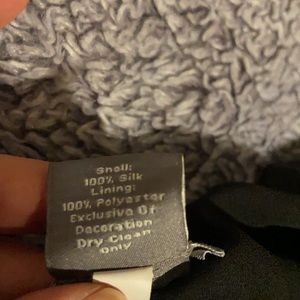 Shell:
100% Silk
Lining:
100% Polyester
Exclusive Of
Decoration
Dry Clean
Only